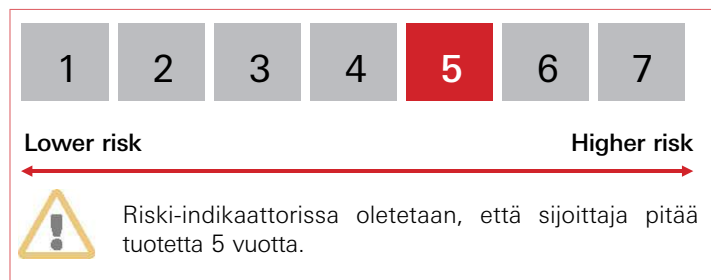 1 2 3 4 5 6 7
Lower risk Higher risk
Riski-indikaattorissa oletetaan, että sijoittaja pitää
tuotetta 5 vuotta.